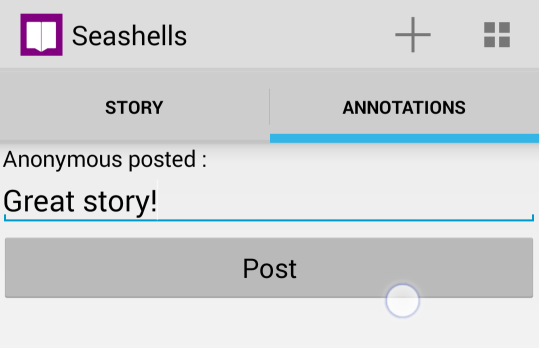 Seashells
STORY
ANNOTATIONS
Anonymous posted :
Great story!
Post